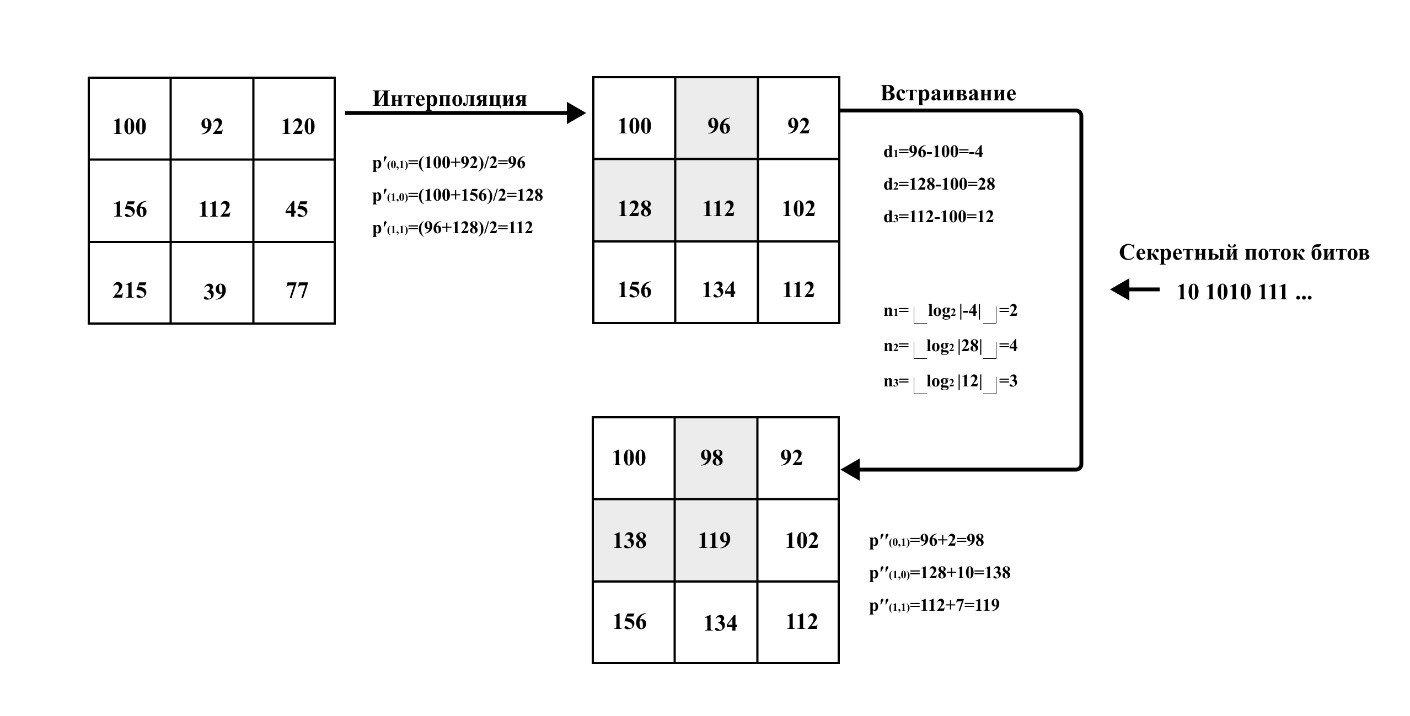 100 92 120
156 112 45
215 39 77
Интерполяция
p′(0,1)=(100+92)/2=96
p′(1,0)=(100+156)/2=128
p′(1,1)=(96+128)/2=112
100 96 92
128 112 102
156 134 112
Встраивание
d1=96-100=-4
d2=128-100=28
d3=112-100=12
n1=⌊log2 |-4|⌋=2
n2=⌊log2 |28|⌋=4
n3=⌊log2 |12|⌋=3
Секретный поток битов
10 1010 111 ...
100 98 92
138 119 102
156 134 112
p′′(0,1)=96+2=98
p′′(1,0)=128+10=138
p′′(1,1)=112+7=119